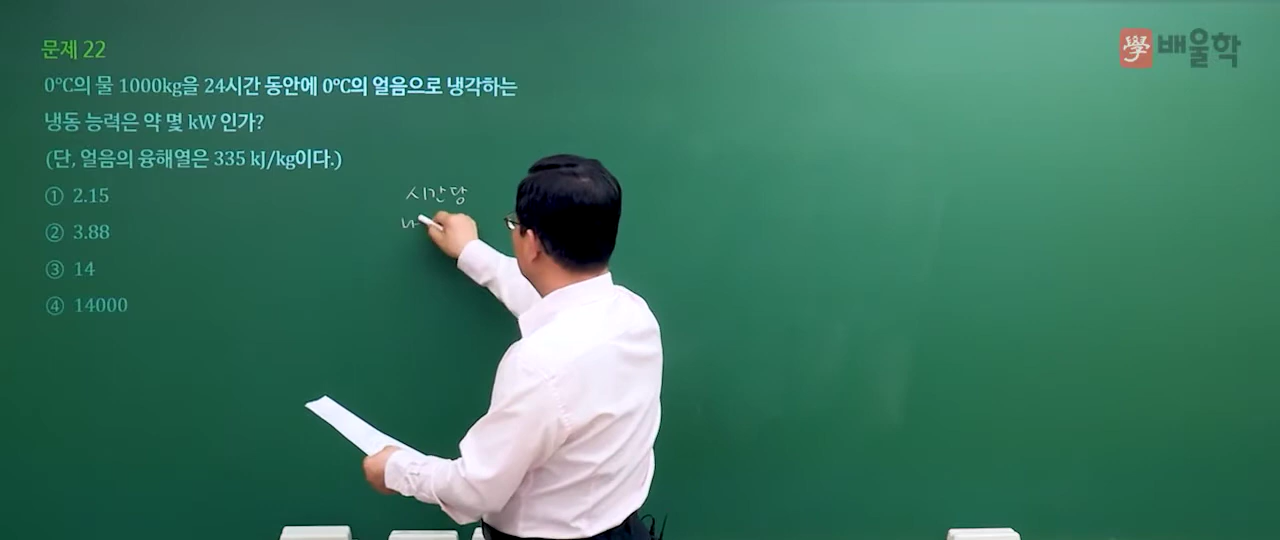 學 배울학
문제 22
0℃의 물 1000kg을 24시간 동안에 0℃의 얼음으로 냉각하는
냉동 능력은 약 몇 kW 인가?
(단, 얼음의 융해열은 335 kJ/kg이다.)
① 2.15
② 3.88
③ 14
④ 14000
시간당